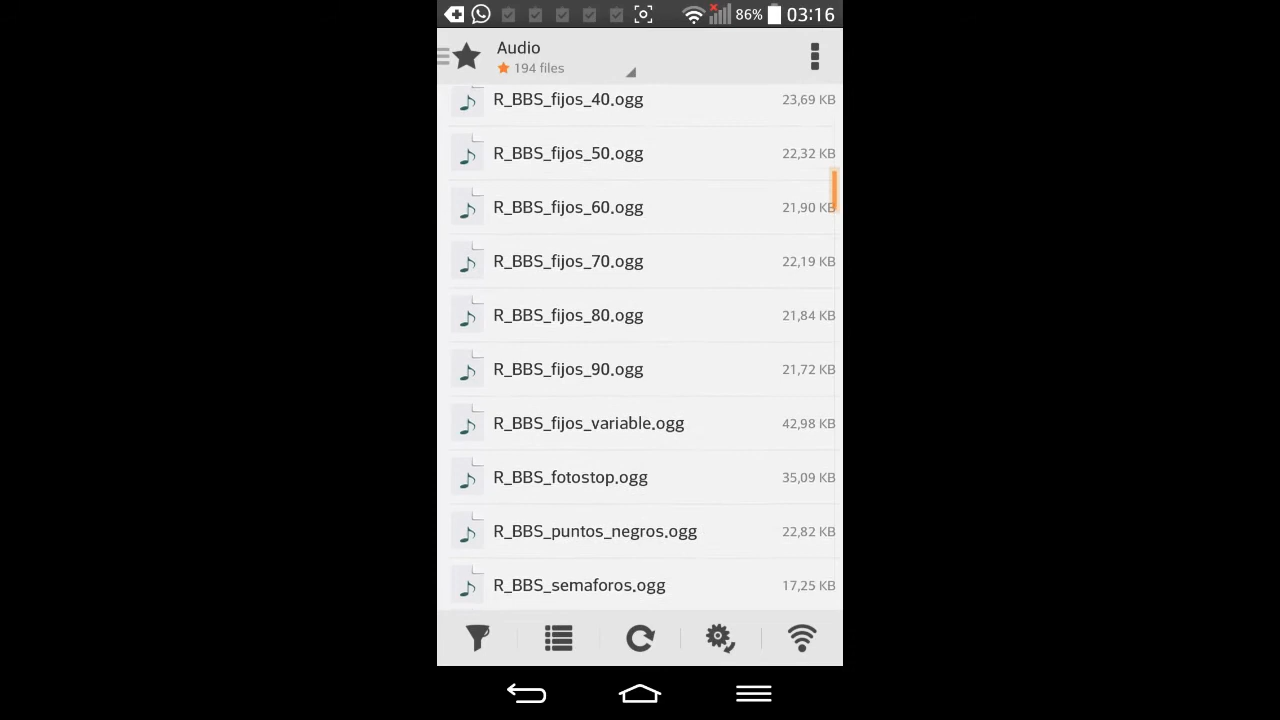 86% 03:16
Audio
194 files
R_BBS_fijos_40.ogg 23,69 KB
R_BBS_fijos_50.ogg 22,32 KB
R_BBS_fijos_60.ogg 21,90 KB
R_BBS_fijos_70.ogg 22,19 KB
R_BBS_fijos_80.ogg 21,84 KB
R_BBS_fijos_90.ogg 21,72 KB
R_BBS_fijos_variable.ogg 42,98 KB
R_BBS_fotostop.ogg 35,09 KB
R_BBS_puntos_negros.ogg 22,82 KB
R_BBS_semaforos.ogg 17,25 KB